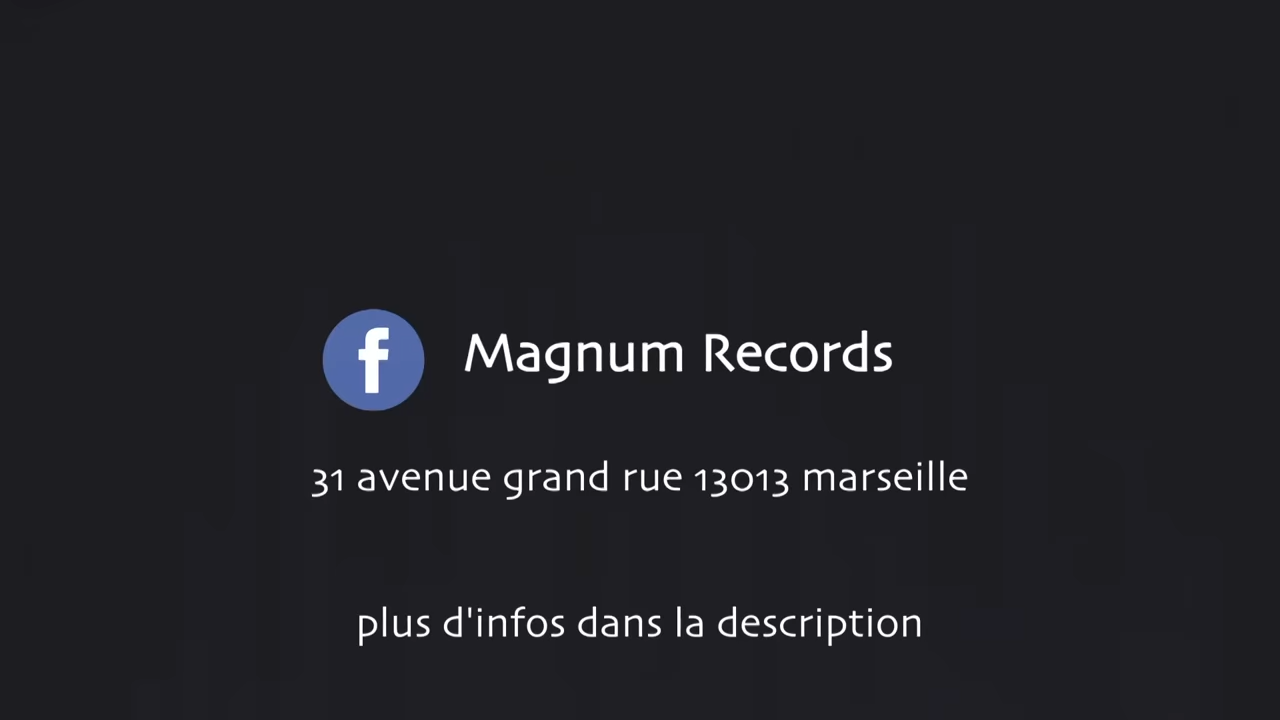 Magnum Records
31 avenue grand rue 13013 marseille
plus d'infos dans la description